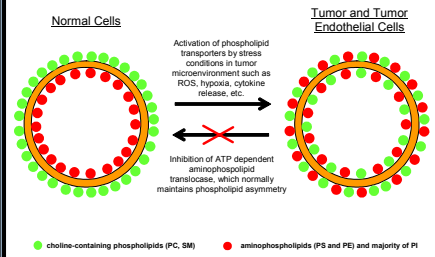 Normal Cells
Tumor and Tumor
Endothelial Cells
Activation of phospholipid
transporters by stress
conditions in tumor
microenvironment such as
ROS, hypoxia, cytokine
release, etc.
Inhibition of ATP dependent
aminophospolipid
translocase, which normally
maintains phospholipid asymmetry
choline-containing phospholipids (PC, SM)
aminophospholipids (PS and PE) and majority of PI